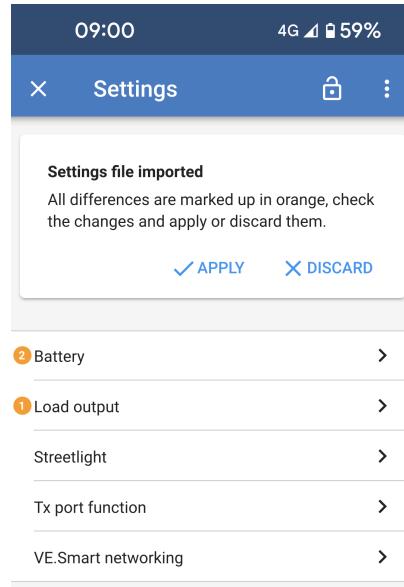 09:00 4G 59%
Settings
Settings file imported
All differences are marked up in orange, check
the changes and apply or discard them.
APPLY DISCARD
2 Battery
1 Load output
Streetlight
Tx port function
VE.Smart networking